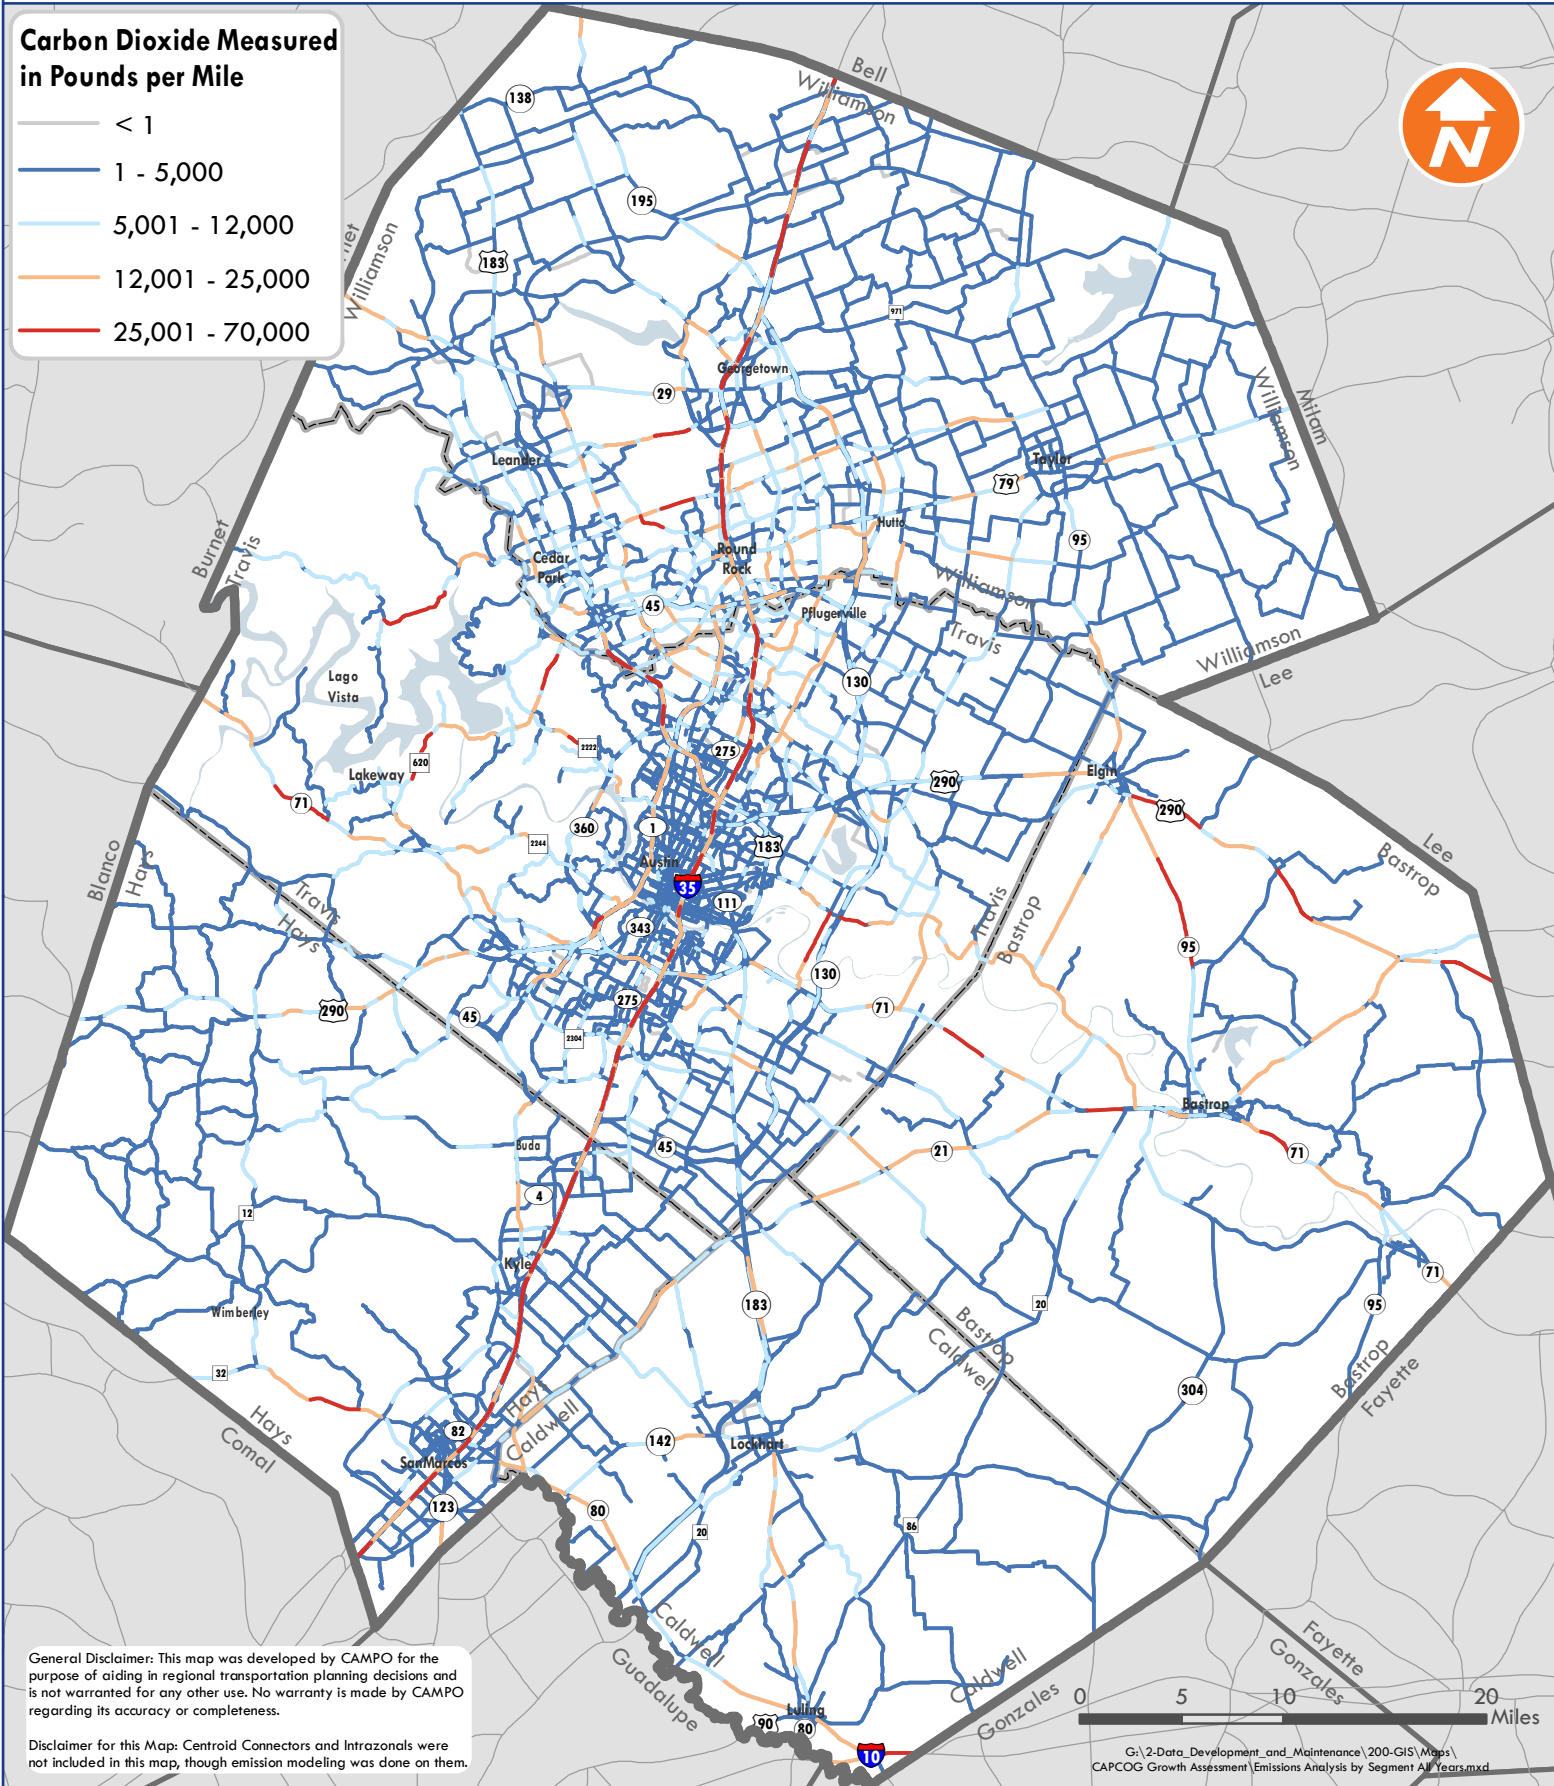 Carbon Dioxide Measured
in Pounds per Mile
< 1
1 - 5,000
5,001 - 12,000
12,001 - 25,000
25,001 - 70,000
N
Bell
Williamson
138
195
183
Williamson
971
Georgetown
29
Milam
Williamson
Leander
Taylor
79
Hutto
95
Burnet
Travis
Cedar
Park
Round
Rock
Williamson
45
Pflugerville
Travis
Williamson
Lee
Lago
Vista
130
2222
275
620
Lakeway
Elgin
290
290
71
360
1
2244
183
Lee
Bastrop
Austin
35
Blanco
Hays
111
Travis
Hays
343
Travis
Bastrop
95
130
275
71
290
45
2304
Bastrop
Buda
45
21
71
4
12
Kyle
71
183
20
95
Wimberley
Bastrop
Caldwell
32
Bastrop
Fayette
304
Hays
Caldwell
Hays
Comal
82
142
Lockhart
SanMarcos
123
80
20
86
Caldwell
Guadalupe
Fayette
Gonzales
Caldwell
Gonzales
Luling
90
80
10
0 5 10 20
Miles
General Disclaimer: This map was developed by CAMPO for the
purpose of aiding in regional transportation planning decisions and
is not warranted for any other use. No warranty is made by CAMPO
regarding its accuracy or completeness.
Disclaimer for this Map: Centroid Connectors and Intrazonals were
not included in this map, though emission modeling was done on them.
G:\2-Data_Development_and_Maintenance\200-GIS\Maps\
CAPCOG Growth Assessment\Emissions Analysis by Segment All Years.mxd